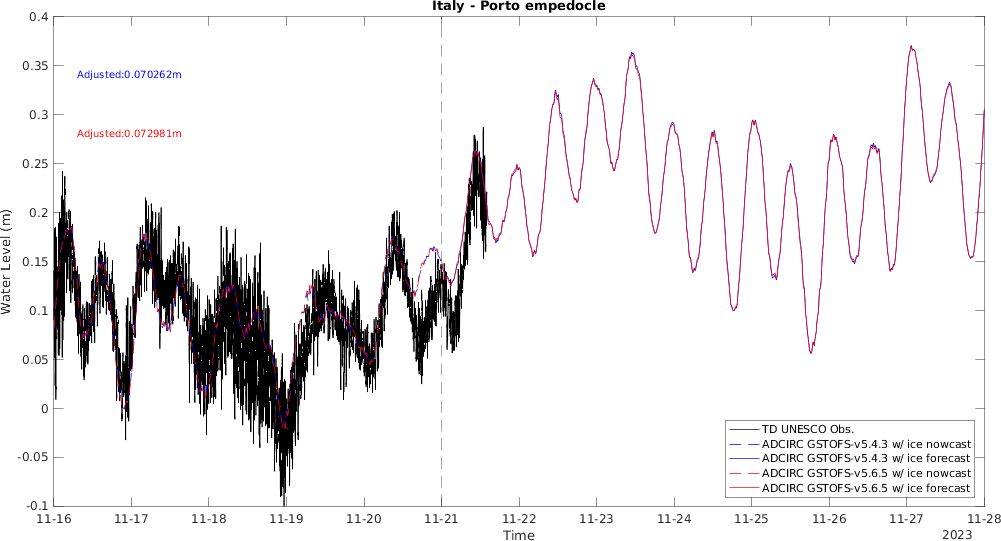 Italy - Porto empedocle
Adjusted:0.070262m
Adjusted:0.072981m
Water Level (m)
0.4
0.35
0.3
0.25
0.2
0.15
0.1
0.05
0
-0.05
-0.1
TD UNESCO Obs.
ADCIRC GSTOFS-v5.4.3 w/ ice nowcast
ADCIRC GSTOFS-v5.4.3 w/ ice forecast
ADCIRC GSTOFS-v5.6.5 w/ ice nowcast
ADCIRC GSTOFS-v5.6.5 w/ ice forecast
11-16 11-17 11-18 11-19 11-20 11-21 11-22 11-23 11-24 11-25 11-26 11-27 11-28
Time
2023